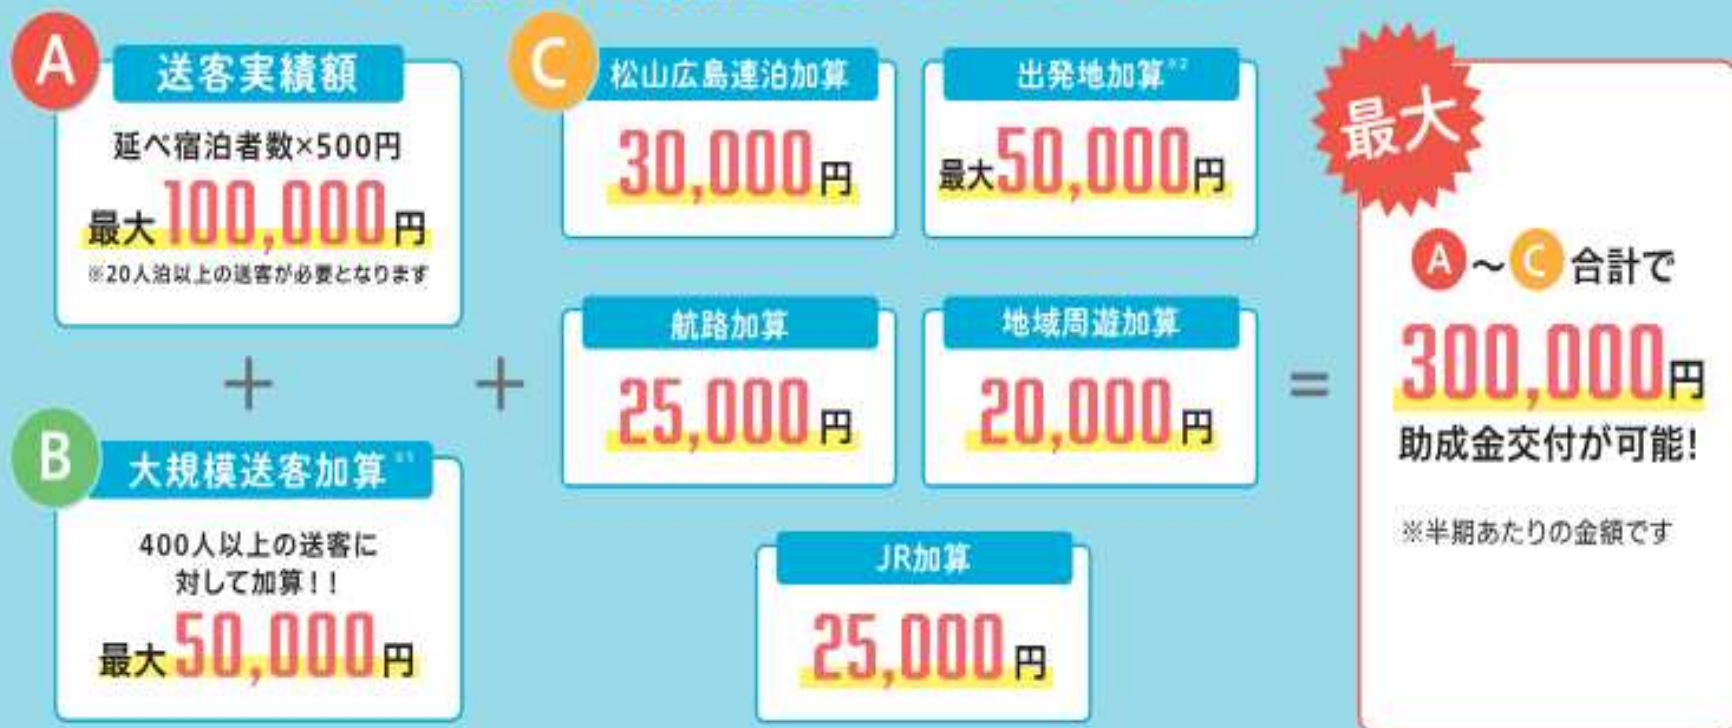 A
送客実績額
延べ宿泊者数×500円
最大100,000円
※20人泊以上の送客が必要となります
+
B
大規模送客加算※1
400人以上の送客に
対して加算！！
最大50,000円
+
C
松山広島連泊加算
30,000円
出発地加算※2
最大50,000円
航路加算
25,000円
地域周遊加算
20,000円
JR加算
25,000円
=
最大
A～C合計で
300,000円
助成金交付が可能！
※半期あたりの金額です